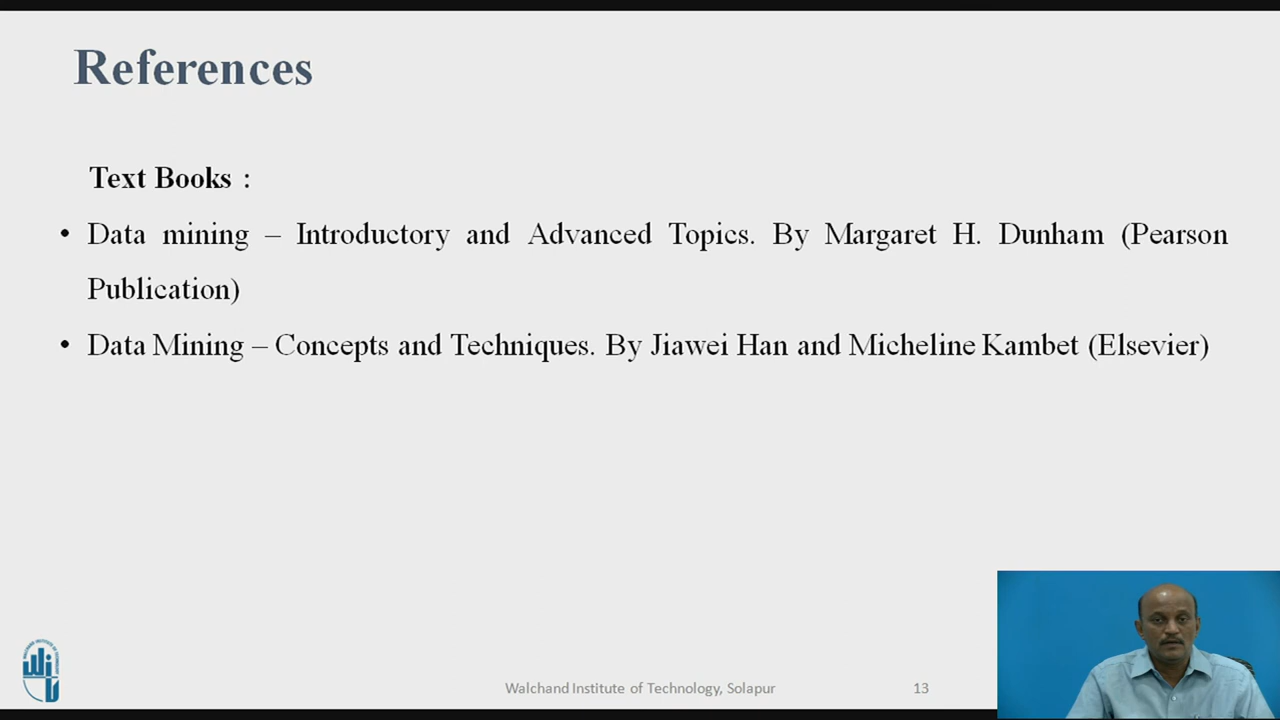 References
Text Books :
• Data mining – Introductory and Advanced Topics. By Margaret H. Dunham (Pearson
Publication)
• Data Mining – Concepts and Techniques. By Jiawei Han and Micheline Kambet (Elsevier)
Walchand Institute of Technology, Solapur
13